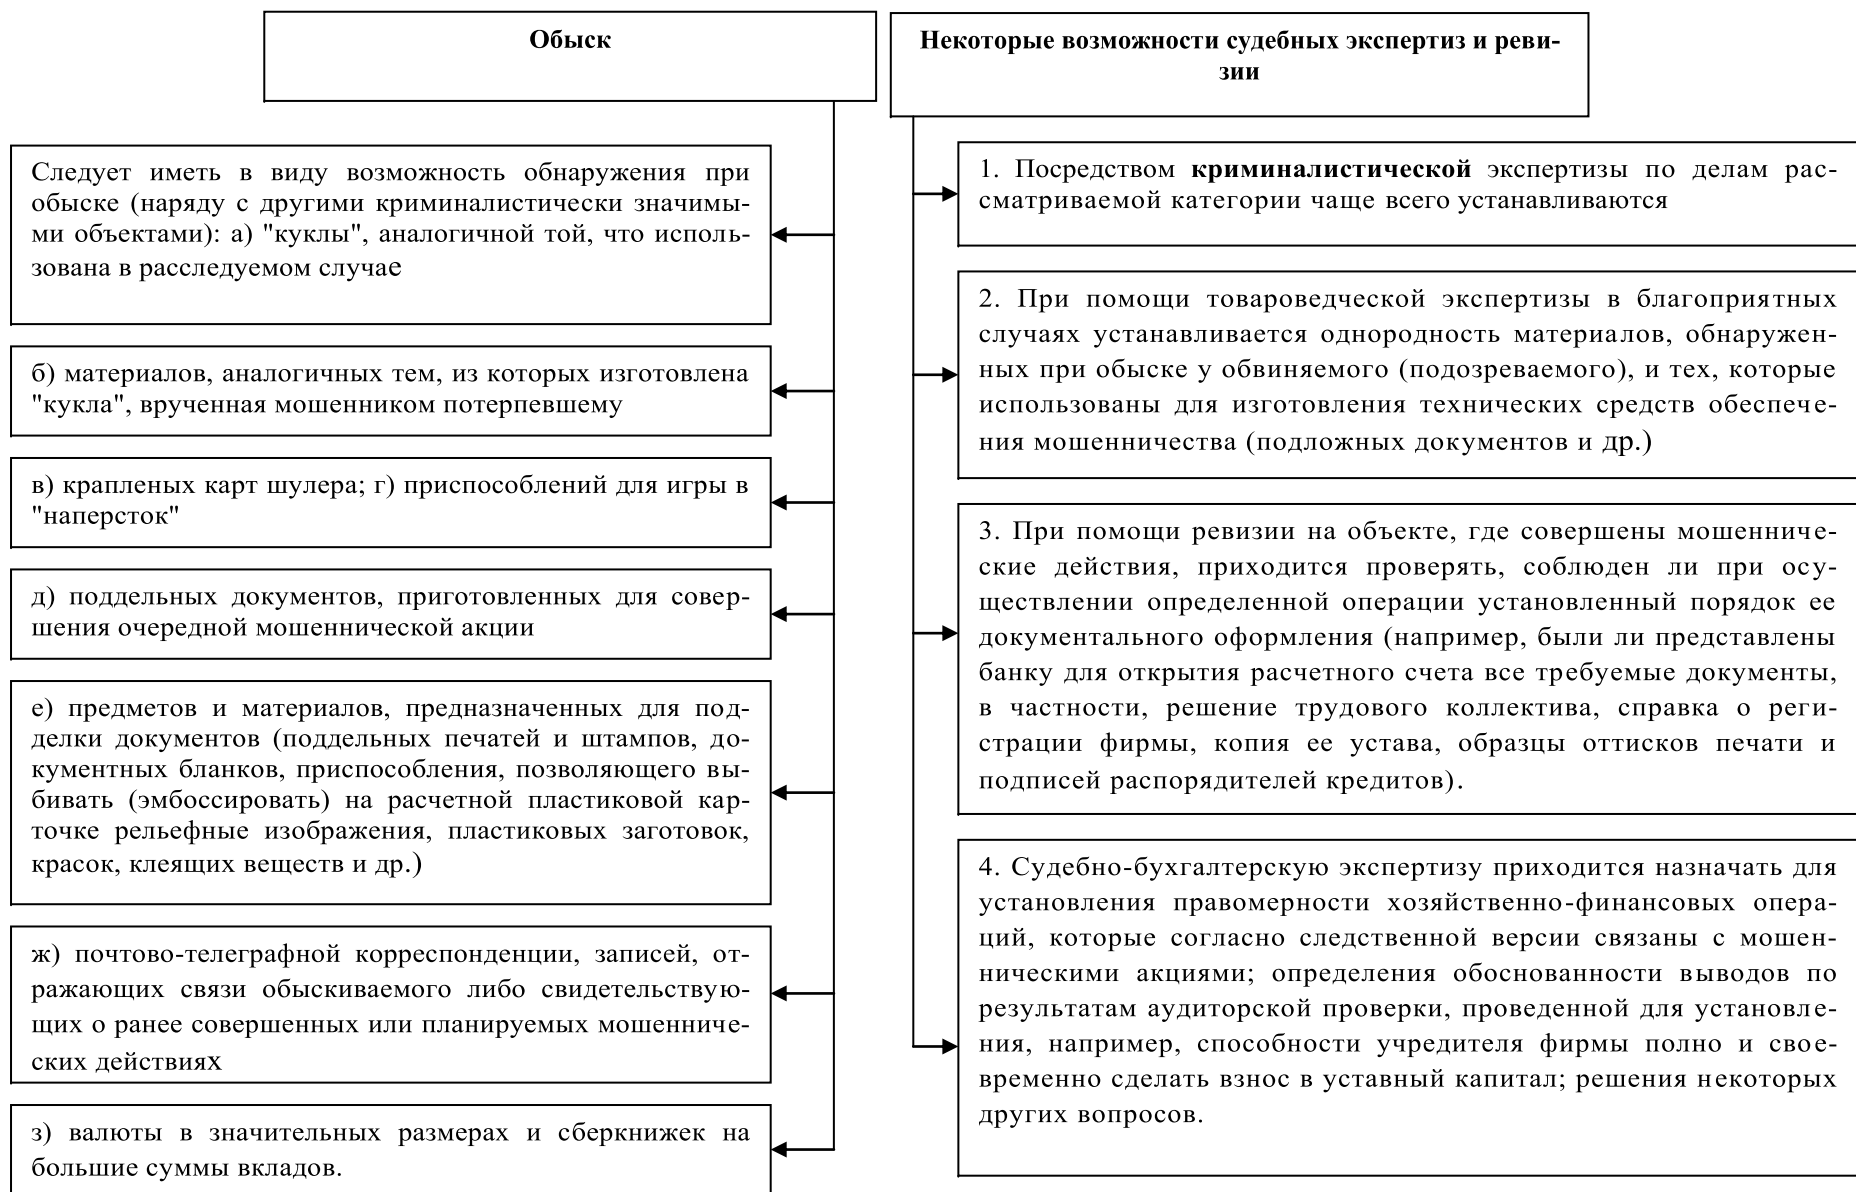 Обыск
Следует иметь в виду возможность обнаружения при
обыске (наряду с другими криминалистически значимы-
ми объектами): а) "куклы", аналогичной той, что исполь-
зована в расследуемом случае
б) материалов, аналогичных тем, из которых изготовлена
"кукла", врученная мошенником потерпевшему
в) крапленых карт шулера; г) приспособлений для игры в
"наперсток"
д) поддельных документов, приготовленных для совер-
шения очередной мошеннической акции
е) предметов и материалов, предназначенных для под-
делки документов (поддельных печатей и штампов, до-
кументных бланков, приспособления, позволяющего вы-
бивать (эмбоссировать) на расчетной пластиковой кар-
точке рельефные изображения, пластиковых заготовок,
красок, клеящих веществ и др.)
ж) почтово-телеграфной корреспонденции, записей, от-
ражающих связи обыскиваемого либо свидетельствую-
щих о ранее совершенных или планируемых мошенниче-
ских действиях
з) валюты в значительных размерах и сберкнижек на
большие суммы вкладов.
Некоторые возможности судебных экспертиз и реви-
зии
1. Посредством криминалистической экспертизы по делам рас-
сматриваемой категории чаще всего устанавливаются
2. При помощи товароведческой экспертизы в благоприятных
случаях устанавливается однородность материалов, обнаружен-
ных при обыске у обвиняемого (подозреваемого), и тех, которые
использованы для изготовления технических средств обеспече-
ния мошенничества (подложных документов и др.)
3. При помощи ревизии на объекте, где совершены мошенниче-
ские действия, приходится проверять, соблюден ли при осу-
ществлении определенной операции установленный порядок ее
документального оформления (например, были ли представлены
банку для открытия расчетного счета все требуемые документы,
в частности, решение трудового коллектива, справка о реги-
страции фирмы, копия ее устава, образцы оттисков печати и
подписей распорядителей кредитов).
4. Судебно-бухгалтерскую экспертизу приходится назначать для
установления правомерности хозяйственно-финансовых опера-
ций, которые согласно следственной версии связаны с мошен-
ническими акциями; определения обоснованности выводов по
результатам аудиторской проверки, проведенной для установле-
ния, например, способности учредителя фирмы полно и свое-
временно сделать взнос в уставный капитал; решения некоторых
других вопросов.